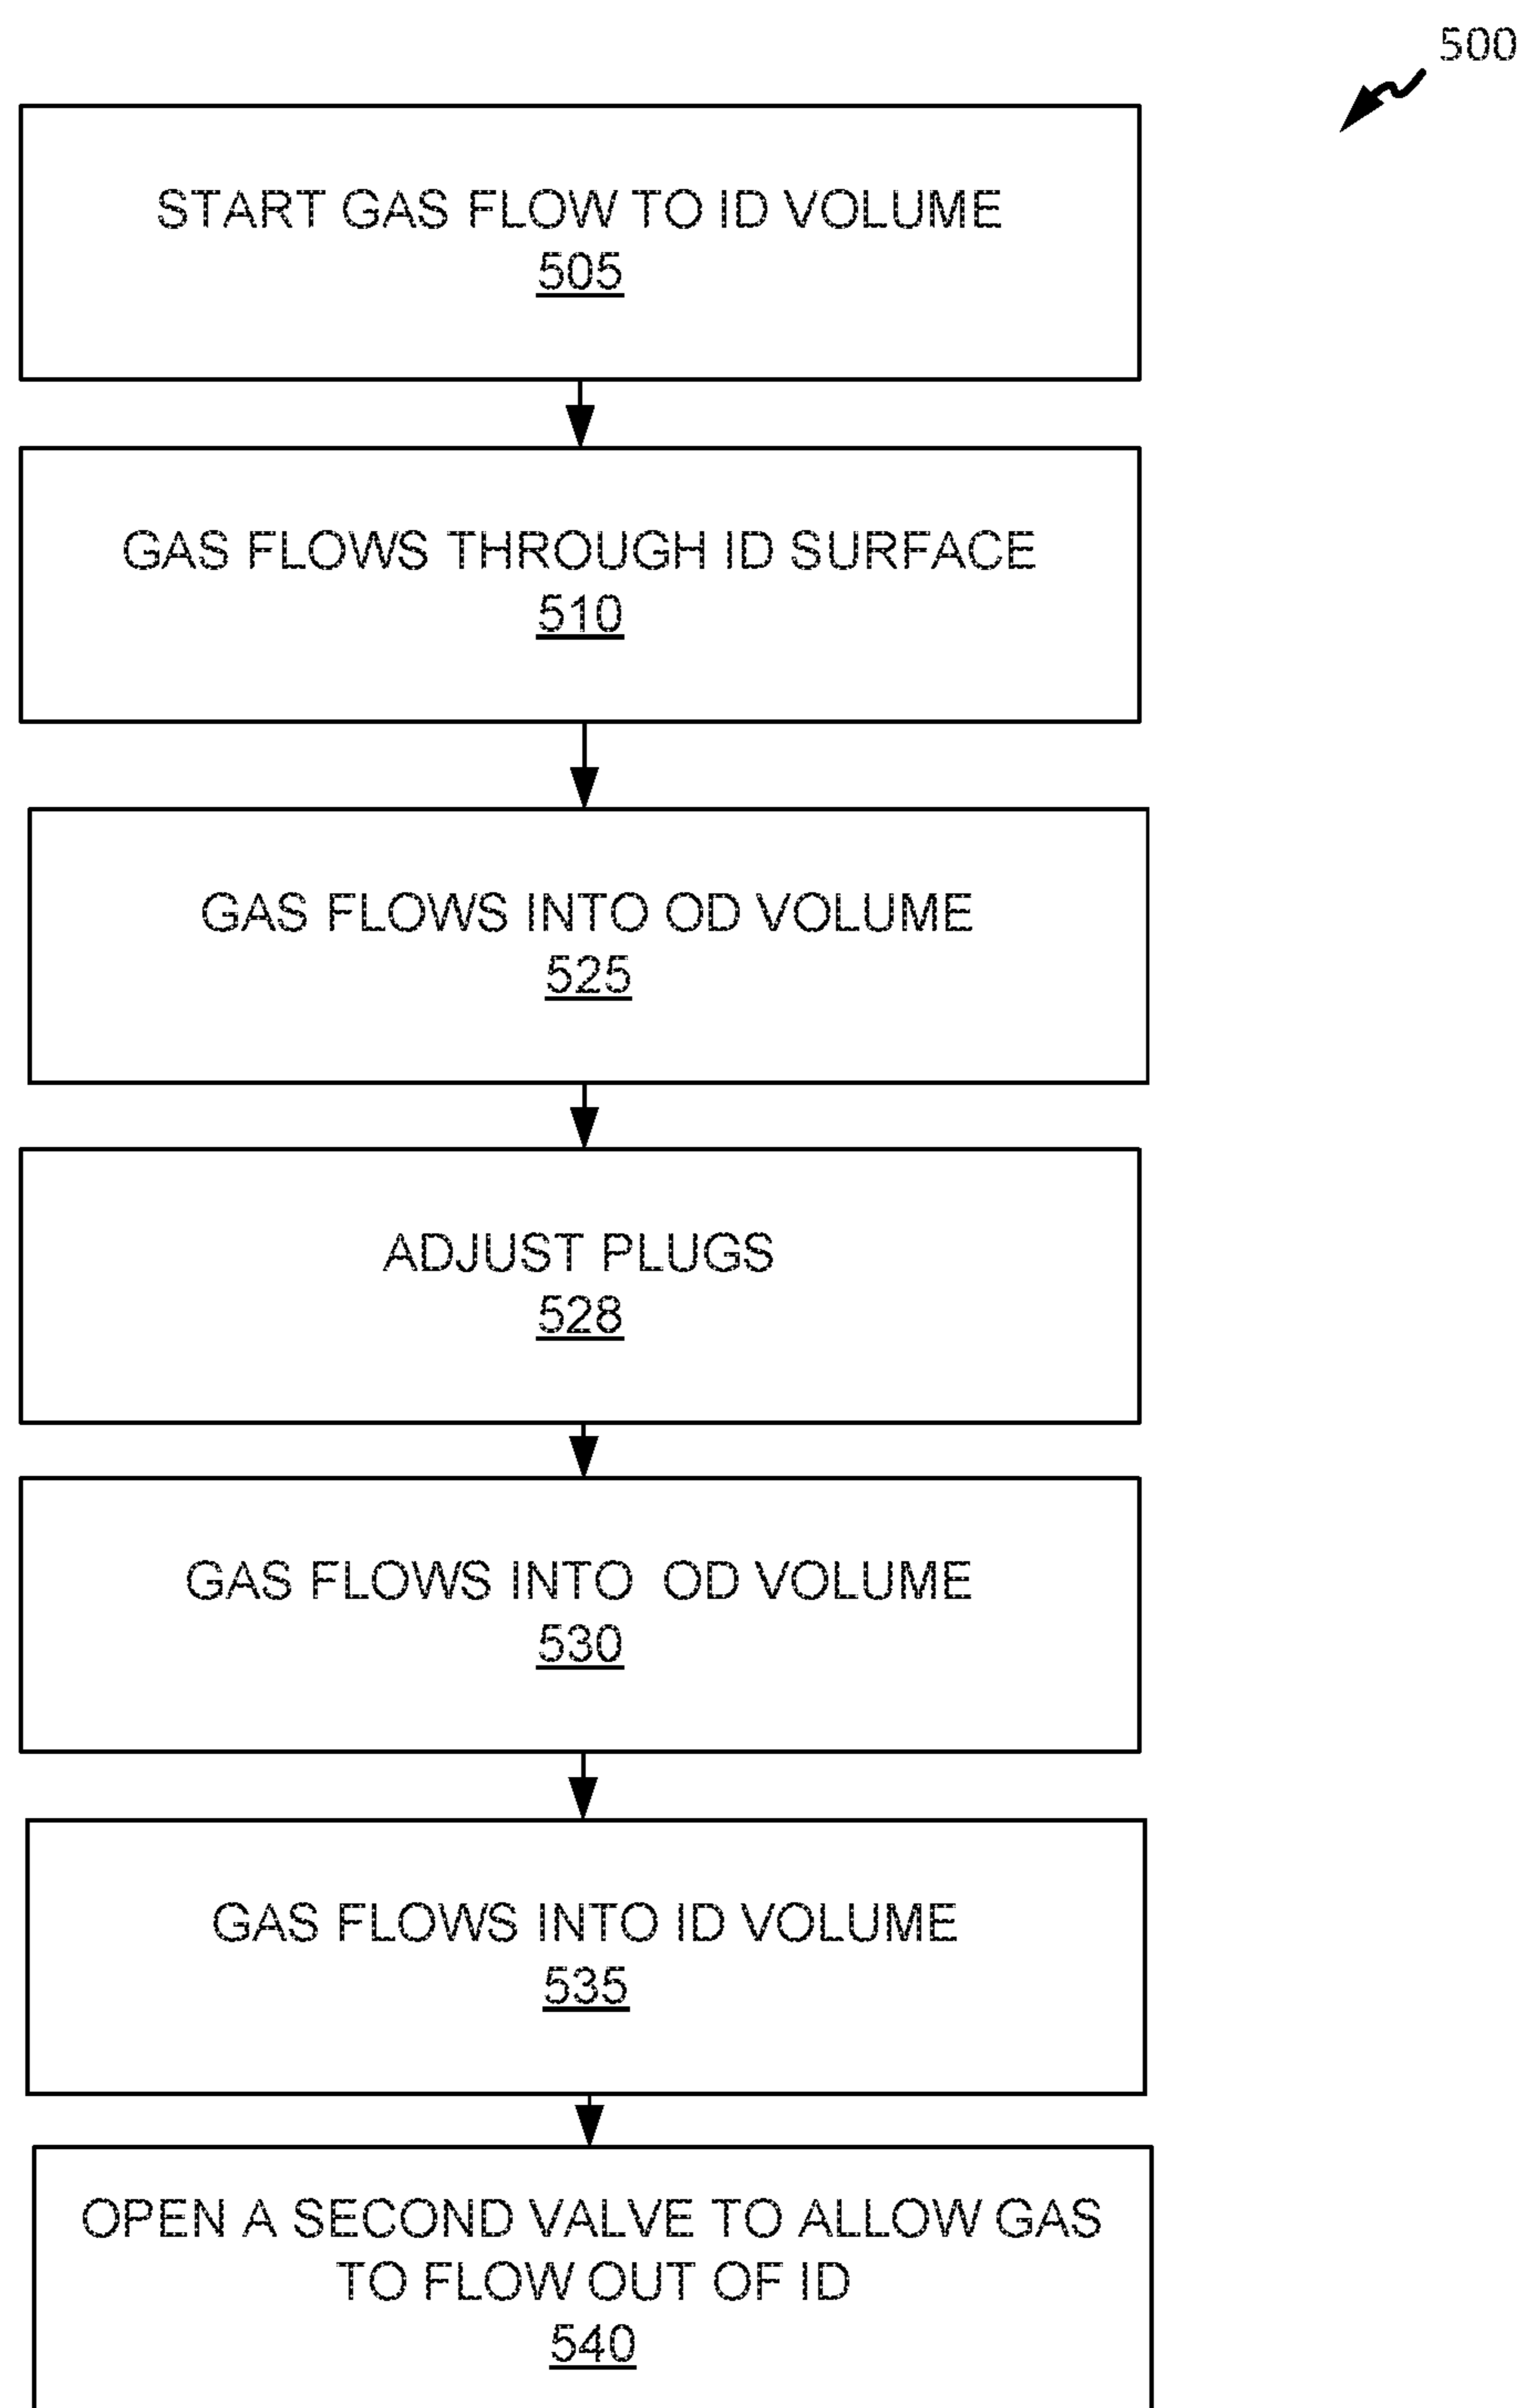 500
START GAS FLOW TO ID VOLUME
505
GAS FLOWS THROUGH ID SURFACE
510
GAS FLOWS INTO OD VOLUME
525
ADJUST PLUGS
528
GAS FLOWS INTO OD VOLUME
530
GAS FLOWS INTO ID VOLUME
535
OPEN A SECOND VALVE TO ALLOW GAS
TO FLOW OUT OF ID
540